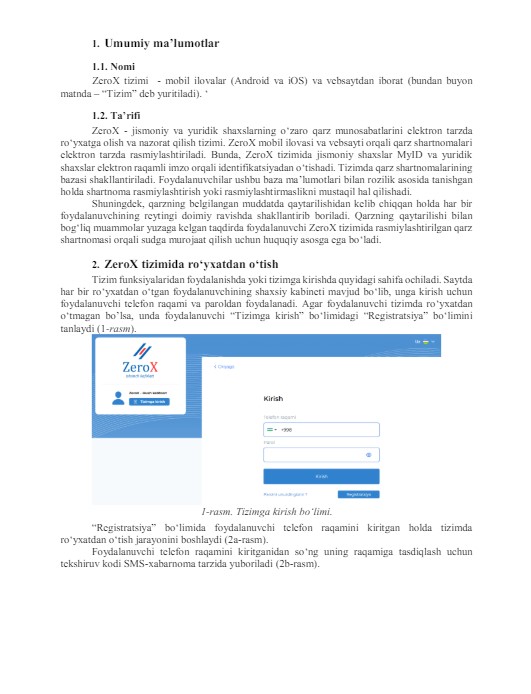 1. Umumiy ma’lumotlar
1.1. Nomi
ZeroX tizimi - mobil ilovalar (Android va iOS) va vebsaytdan iborat (bundan buyon
matnda – “Tizim” deb yuritiladi). ‘
1.2. Ta’rifi
ZeroX - jismoniy va yuridik shaxslarning o‘zaro qarz munosabatlarini elektron tarzda
ro‘yxatga olish va nazorat qilish tizimi. ZeroX mobil ilovasi va vebsayti orqali qarz shartnomalari
elektron tarzda rasmiylashtiriladi. Bunda, ZeroX tizimida jismoniy shaxslar MyID va yuridik
shaxslar elektron raqamli imzo orqali identifikatsiyadan o‘tishadi. Tizimda qarz shartnomalarining
bazasi shakllantiriladi. Foydalanuvchilar ushbu baza ma’lumotlari bilan rozilik asosida tanishgan
holda shartnoma rasmiylashtirish yoki rasmiylashtirmaslikni mustaqil hal qilishadi.
Shuningdek, qarzning belgilangan muddatda qaytarilishidan kelib chiqqan holda har bir
foydalanuvchining reytingi doimiy ravishda shakllantirib boriladi. Qarzning qaytarilishi bilan
bog‘liq muammolar yuzaga kelgan taqdirda foydalanuvchi ZeroX tizimida rasmiylashtirilgan qarz
shartnomasi orqali sudga murojaat qilish uchun huquqiy asosga ega bo‘ladi.
2. ZeroX tizimida ro‘yxatdan o‘tish
Tizim funksiyalaridan foydalanishda yoki tizimga kirishda quyidagi sahifa ochiladi. Saytda
har bir ro‘yxatdan o‘tgan foydalanuvchining shaxsiy kabineti mavjud bo‘lib, unga kirish uchun
foydalanuvchi telefon raqami va paroldan foydalanadi. Agar foydalanuvchi tizimda ro‘yxatdan
o‘tmagan bo‘lsa, unda foydalanuvchi “Tizimga kirish” bo‘limidagi “Registratsiya” bo‘limini
tanlaydi (1-rasm).
ZeroX
Tizimga kirish
Kirish
Telefon raqami
+998
Parol
Kirish
Registratsiya
1-rasm. Tizimga kirish bo‘limi.
“Registratsiya” bo‘limida foydalanuvchi telefon raqamini kiritgan holda tizimda
ro‘yxatdan o‘tish jarayonini boshlaydi (2a-rasm).
Foydalanuvchi telefon raqamini kiritganidan so‘ng uning raqamiga tasdiqlash uchun
tekshiruv kodi SMS-xabarnoma tarzida yuboriladi (2b-rasm).